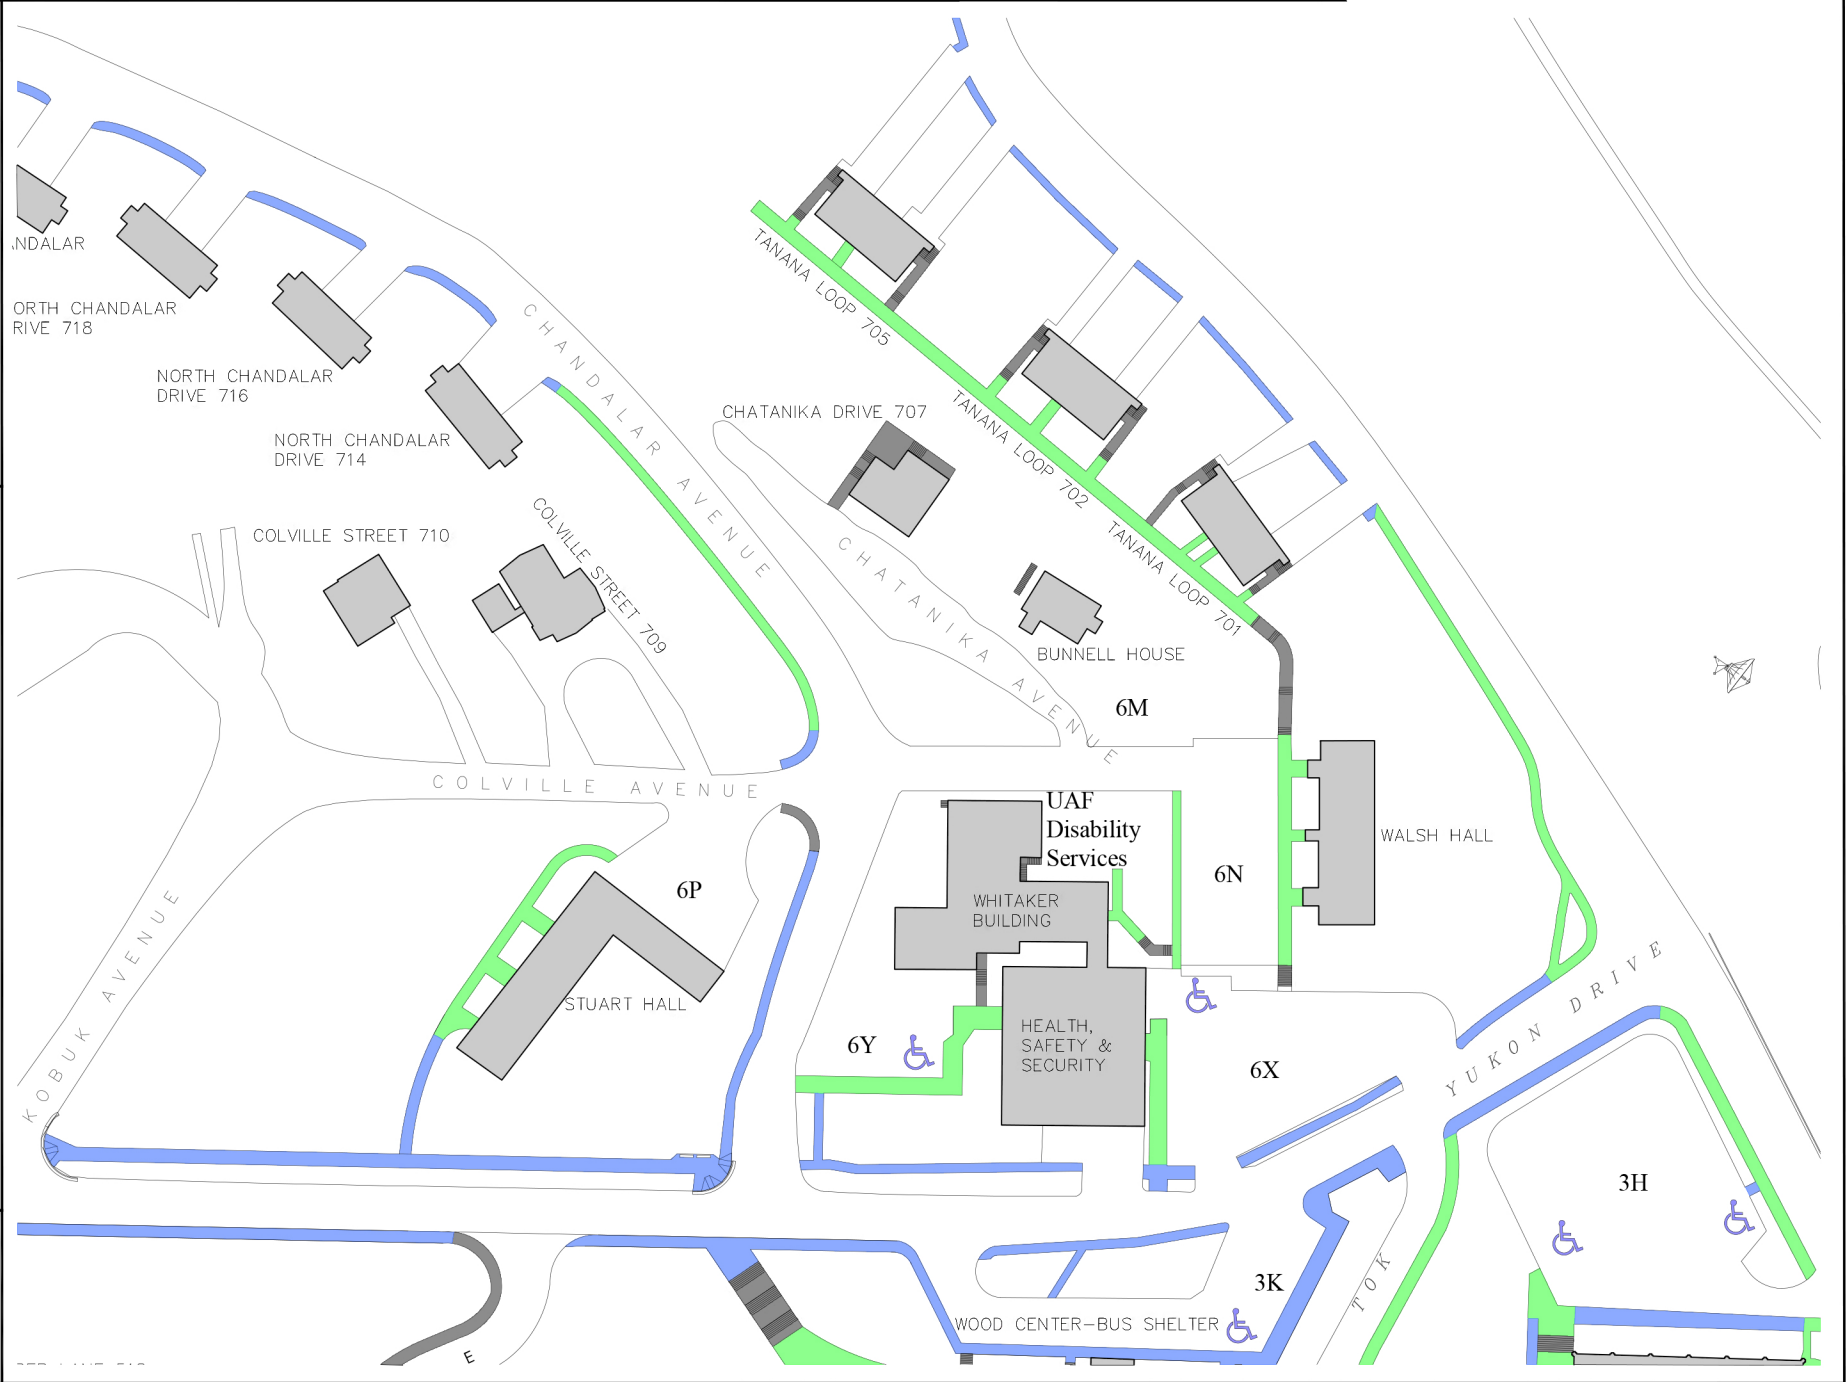 ANDALAR
ORTH CHANDALAR
RIVE 718
NORTH CHANDALAR
DRIVE 716
NORTH CHANDALAR
DRIVE 714
CHANDALAR AVENUE
TANANA LOOP 705
CHATANIKA DRIVE 707
TANANA LOOP 702
COLVILLE STREET 710
COLVILLE STREET 709
CHATANIKA AVENUE
TANANA LOOP 701
BUNNELL HOUSE
6M
COLVILLE AVENUE
UAF
Disability
Services
WALSH HALL
6P
6N
WHITAKER
BUILDING
KOBUK AVENUE
STUART HALL
YUKON DRIVE
6Y
HEALTH,
SAFETY &
SECURITY
6X
3H
TOK
3K
WOOD CENTER-BUS SHELTER
E